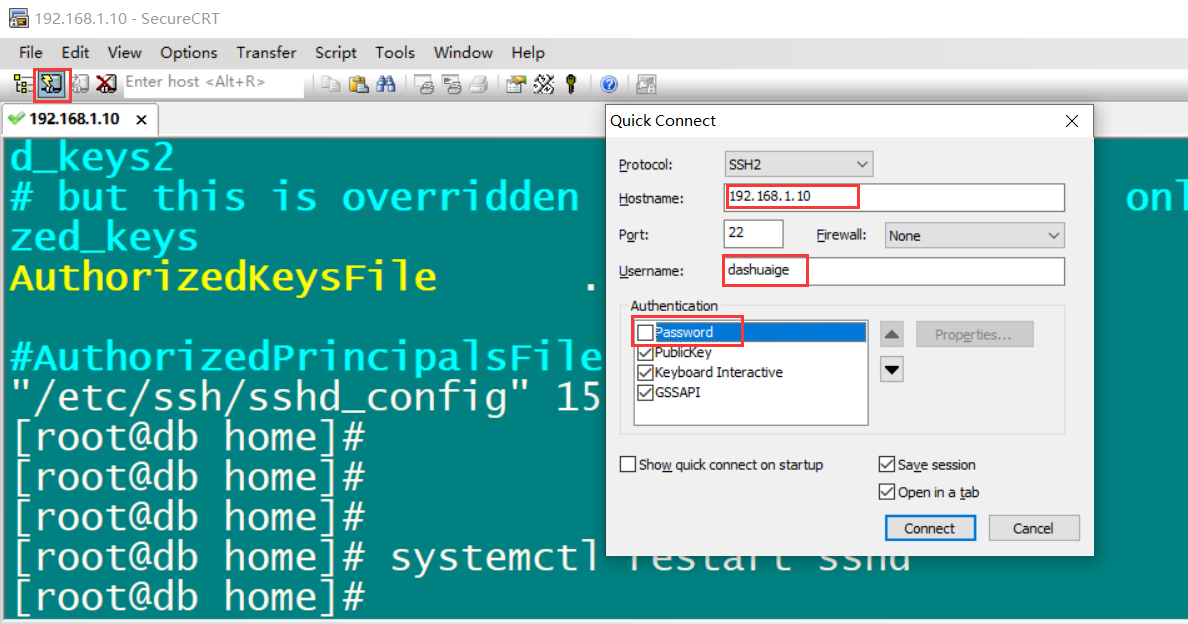 192.168.1.10 - SecureCRT
File Edit View Options Transfer Script Tools Window Help
Enter host <Alt+R>
192.168.1.10
Quick Connect
Protocol: SSH2
Hostname: 192.168.1.10
Port: 22 Firewall: None
Username: dashuaige
Authentication
Password
PublicKey
Keyboard Interactive
GSSAPI
Properties...
Show quick connect on startup
Save session
Open in a tab
Connect Cancel
d_keys2
# but this is overridden onl
zed_keys
AuthorizedKeysFile .
#AuthorizedPrincipalsFile
"/etc/ssh/sshd_config" 15
[root@db home]#
[root@db home]#
[root@db home]#
[root@db home]# systemctl restart sshd
[root@db home]#